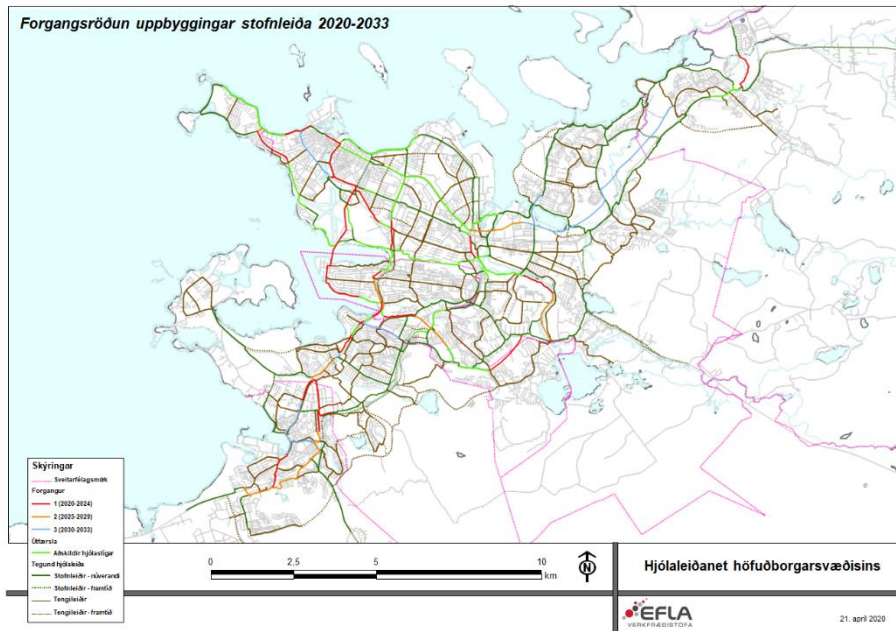 Forgangsröðun uppbyggingar stofnleiða 2020-2033
Skýringar
Sveitarfélagsmörk
Forgangur
1 (2020-2024)
2 (2025-2029)
3 (2030-2033)
Útfærsla
Aðskildir hjólastígar
Tegund hjólaleiða
Stofnleiðir - núverandi
Stofnleiðir - framtíð
Tengileiðir
Tengileiðir - framtíð
0 2,5 5 10
km
N
Hjólaleiðanet höfuðborgarsvæðisins
EFLA
VERKFRÆÐISTOFA
21. apríl 2020